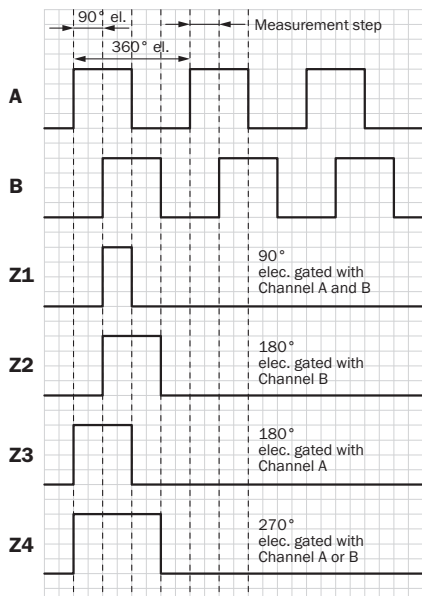 90° el.
Measurement step
360° el.
A
B
Z1
90°
elec. gated with
Channel A and B
Z2
180°
elec. gated with
Channel B
Z3
180°
elec. gated with
Channel A
Z4
270°
elec. gated with
Channel A or B